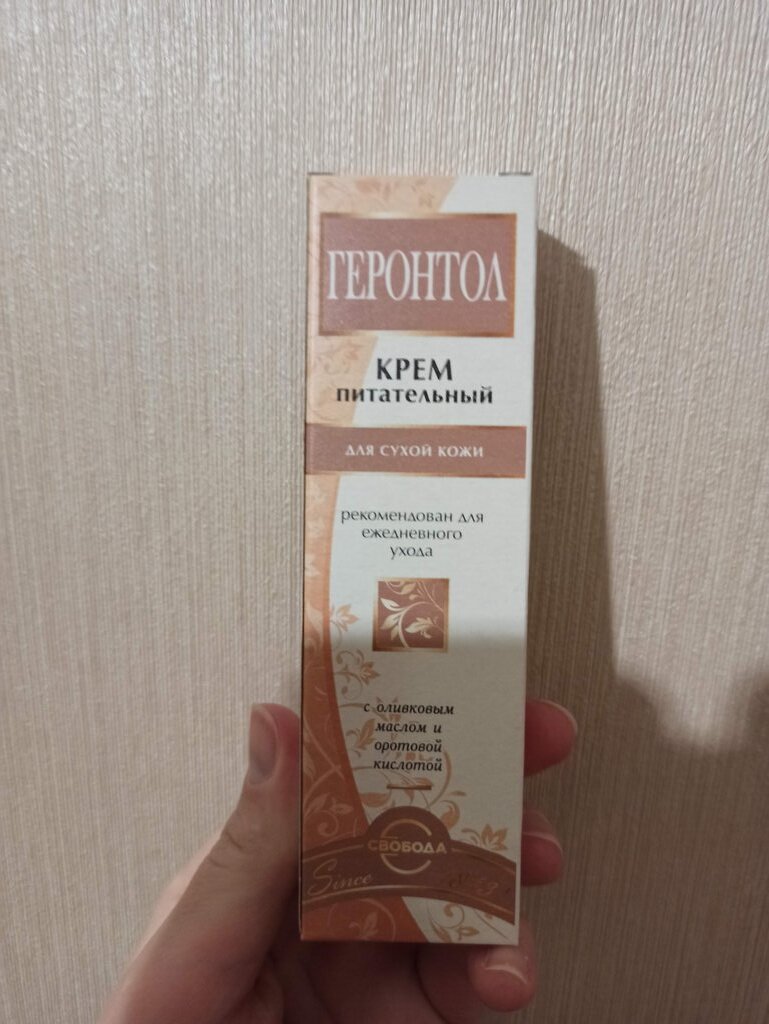 ГЕРОНТОЛ
КРЕМ
питательный
для сухой кожи
рекомендован для
ежедневного
ухода
с оливковым
маслом и
оротовой
кислотой
СВОБОДА
Since